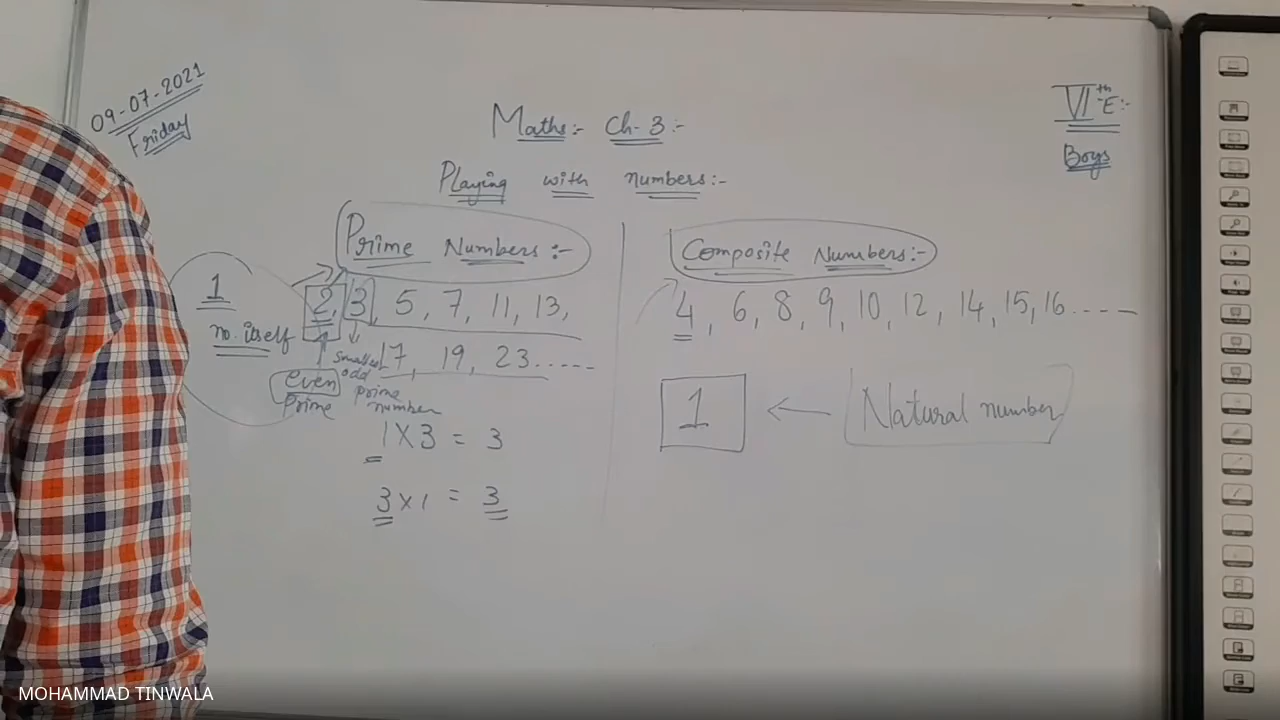 09-07-2021
Friday
Maths:- Ch-3:-
VIth-E:-
Boys
Playing with numbers:-
Prime Numbers:-
Composite Numbers:-
1
no. itself
2, 3, 5, 7, 11, 13,
17, 19, 23.....
even
Prime
smallest
odd
prime
number
1 X 3 = 3
3 x 1 = 3
4, 6, 8, 9, 10, 12, 14, 15, 16....
1 ← Natural number
MOHAMMAD TINWALA